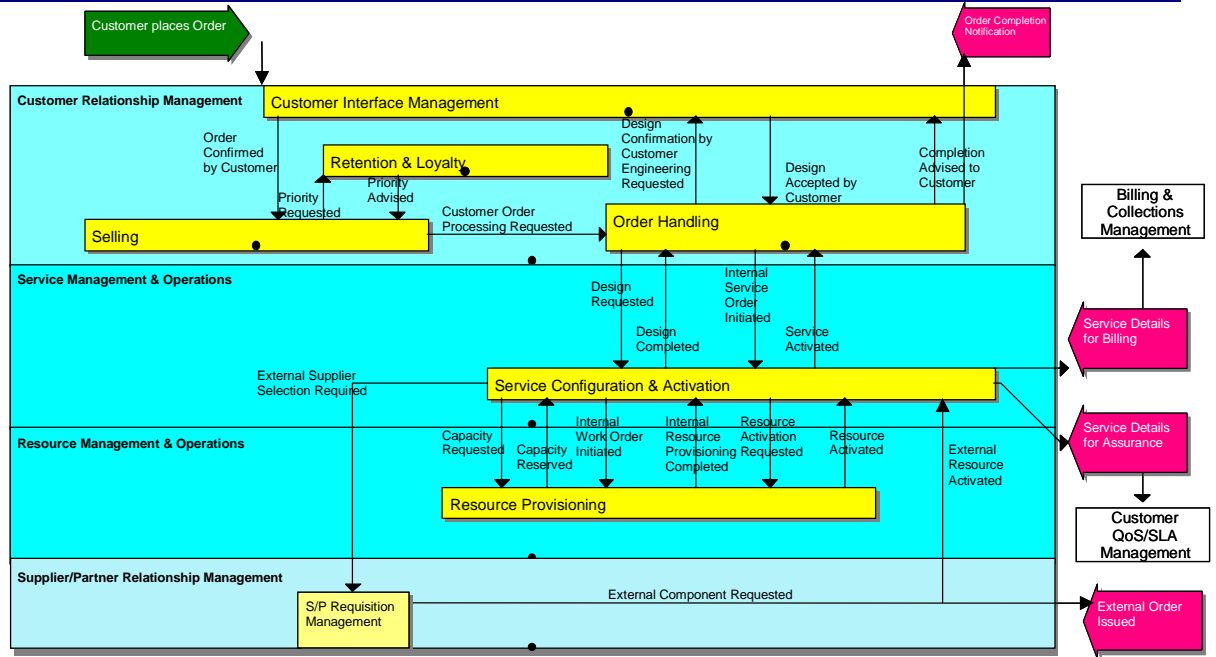 Customer places Order
Order Completion
Notification
Customer Relationship Management
Customer Interface Management
Order
Confirmed
by Customer
Retention & Loyalty
Design
Confirmation by
Customer
Engineering
Requested
Design
Accepted by
Customer
Completion
Advised to
Customer
Priority
Requested
Priority
Advised
Selling
Customer Order
Processing Requested
Order Handling
Billing &
Collections
Management
Service Management & Operations
Design
Requested
Internal
Service
Order
Initiated
Design
Completed
Service
Activated
Service Details
for Billing
External Supplier
Selection Required
Service Configuration & Activation
Resource Management & Operations
Capacity
Requested
Capacity
Reserved
Internal
Work Order
Initiated
Internal
Resource
Provisioning
Completed
Resource
Activation
Requested
Resource
Activated
External
Resource
Activated
Service Details
for Assurance
Resource Provisioning
Customer
QoS/SLA
Management
Supplier/Partner Relationship Management
S/P Requisition
Management
External Component Requested
External Order
Issued